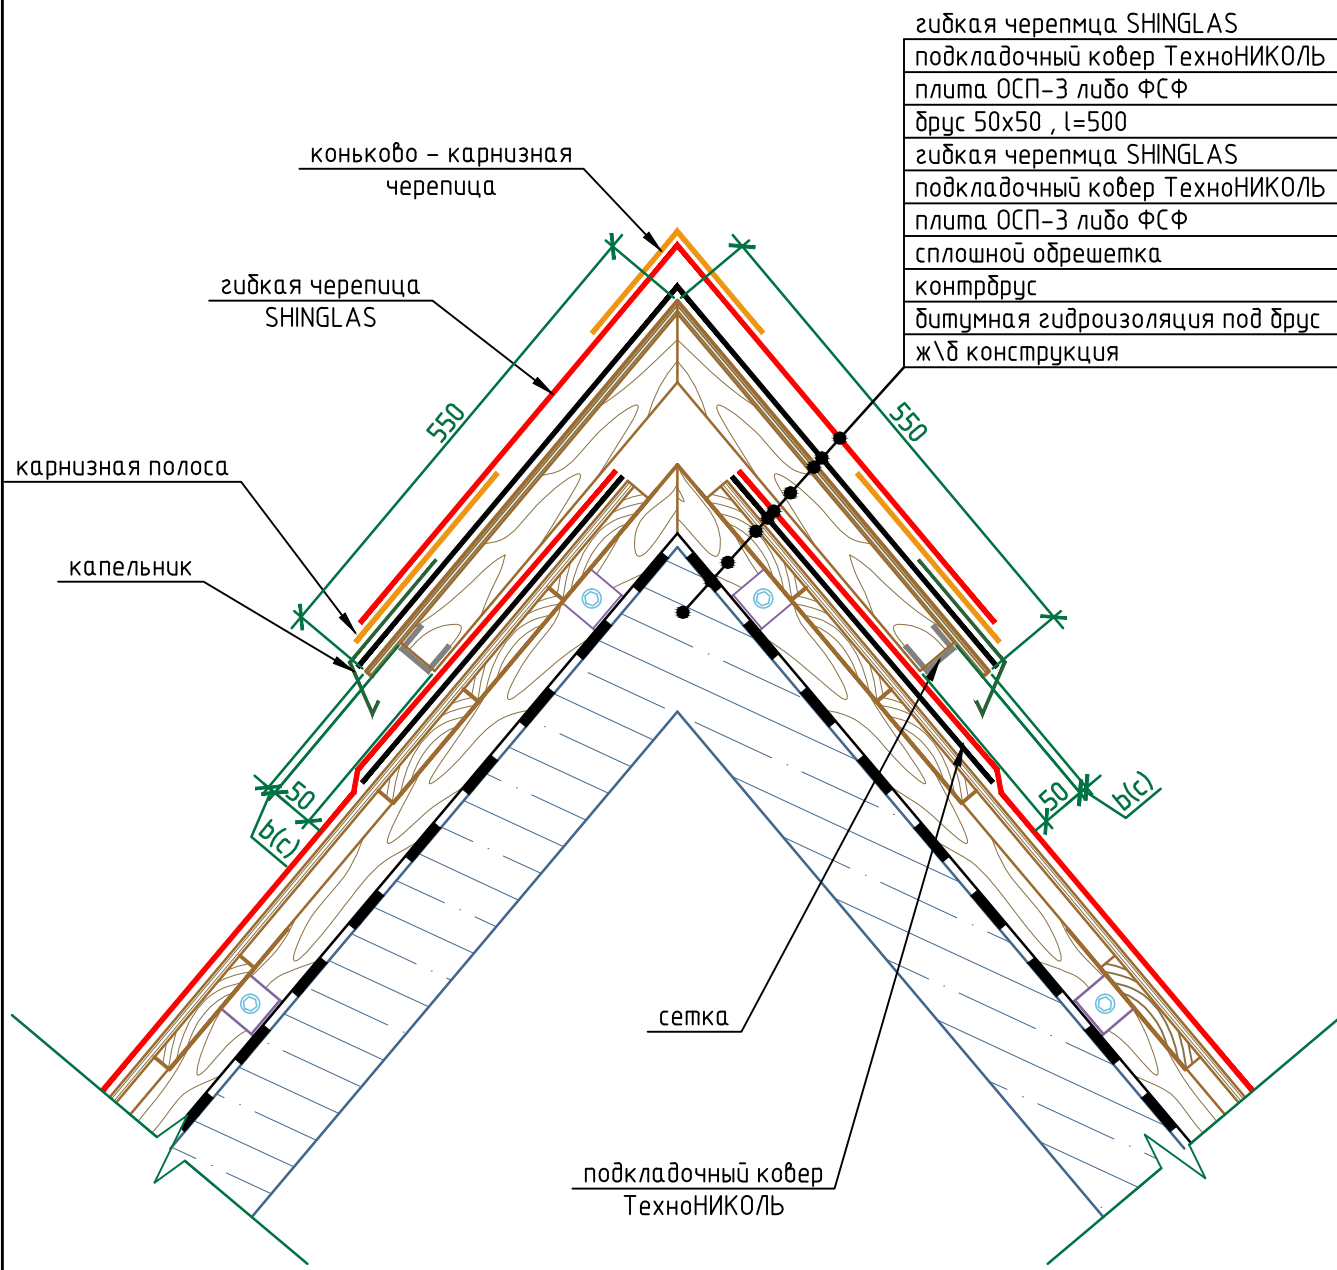 гибкая черепмца SHINGLAS
подкладочный ковер ТехноНИКОЛЬ
плита ОСП-3 либо ФСФ
брус 50х50 , l=500
гибкая черепмца SHINGLAS
подкладочный ковер ТехноНИКОЛЬ
плита ОСП-3 либо ФСФ
сплошной обрешетка
контрбрус
битумная гидроизоляция под брус
ж\б конструкция
коньково - карнизная
черепица
гибкая черепица
SHINGLAS
550
550
карнизная полоса
капельник
50
b(c)
50
b(c)
сетка
подкладочный ковер
ТехноНИКОЛЬ